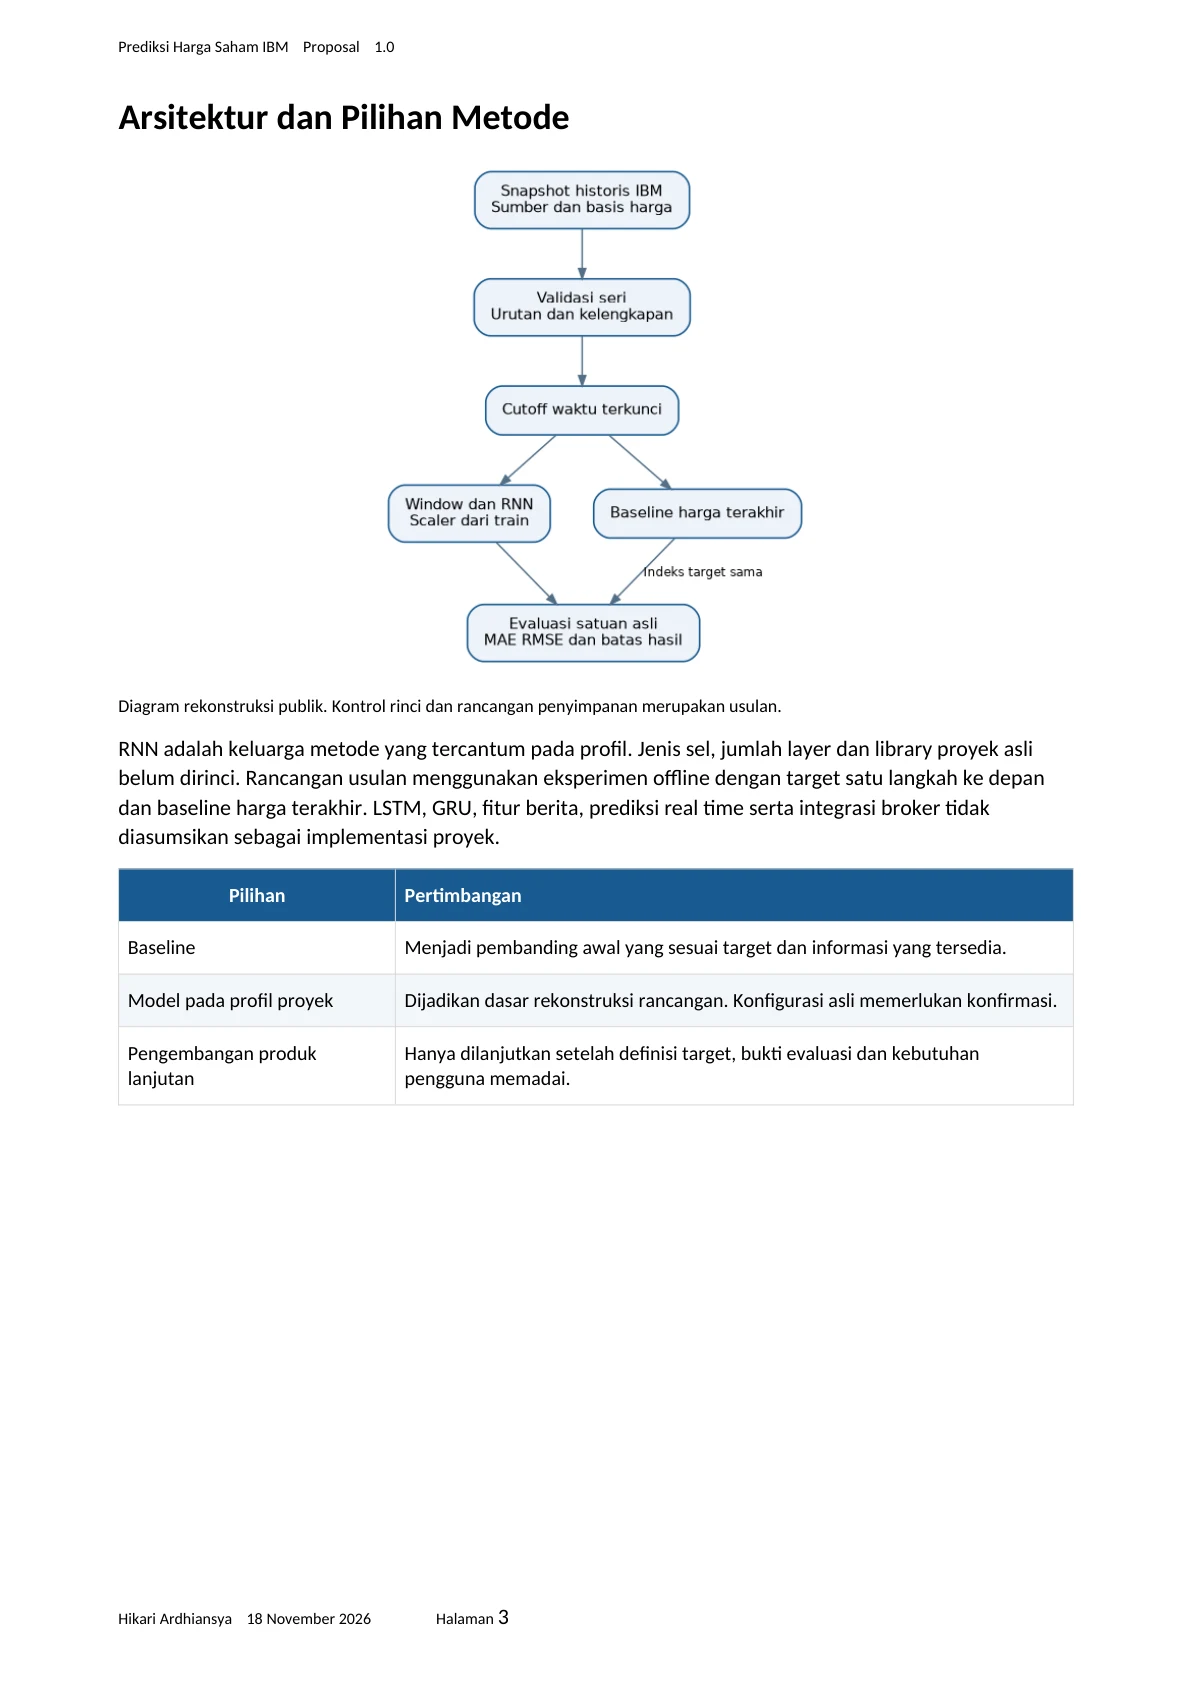 Prediksi Harga Saham IBM Proposal 1.0
Arsitektur dan Pilihan Metode
Snapshot historis IBM
Sumber dan basis harga
Validasi seri
Urutan dan kelengkapan
Cutoff waktu terkunci
Window dan RNN
Scaler dari train
Baseline harga terakhir
Indeks target sama
Evaluasi satuan asli
MAE RMSE dan batas hasil
Diagram rekonstruksi publik. Kontrol rinci dan rancangan penyimpanan merupakan usulan.
RNN adalah keluarga metode yang tercantum pada profil. Jenis sel, jumlah layer dan library proyek asli
belum dirinci. Rancangan usulan menggunakan eksperimen offline dengan target satu langkah ke depan
dan baseline harga terakhir. LSTM, GRU, fitur berita, prediksi real time serta integrasi broker tidak
diasumsikan sebagai implementasi proyek.
Pilihan Pertimbangan
Baseline Menjadi pembanding awal yang sesuai target dan informasi yang tersedia.
Model pada profil proyek Dijadikan dasar rekonstruksi rancangan. Konfigurasi asli memerlukan konfirmasi.
Pengembangan produk
lanjutan
Hanya dilanjutkan setelah definisi target, bukti evaluasi dan kebutuhan
pengguna memadai.
Hikari Ardhiansya 18 November 2026 Halaman 3